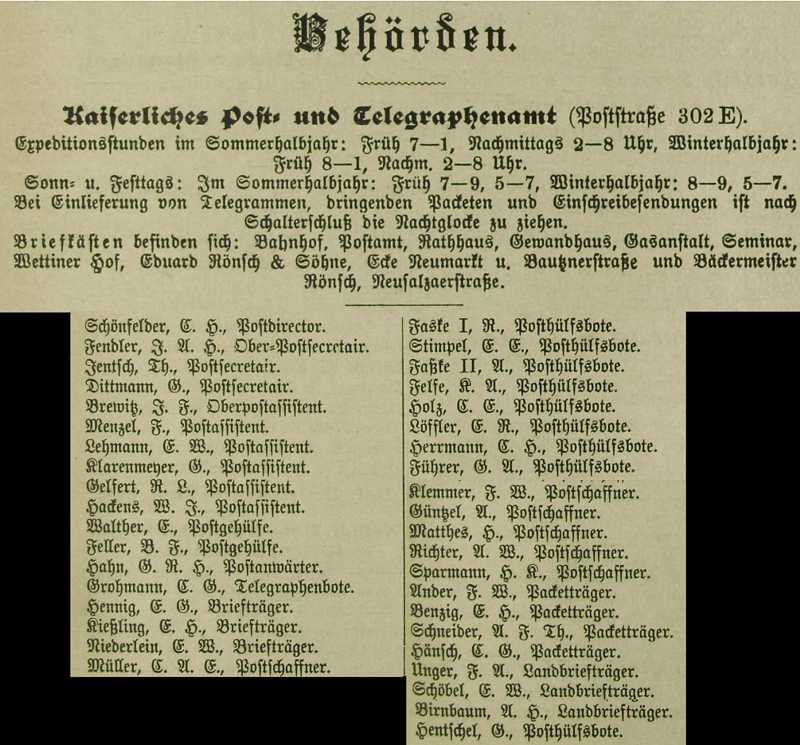 Behörden.
Kaiserliches Post- und Telegraphenamt (Poststraße 302 E).
Expeditionsstunden im Sommerhalbjahr: Früh 7—1, Nachmittags 2—8 Uhr, Winterhalbjahr:
Früh 8—1, Nachm. 2—8 Uhr.
Sonn- u. Festtags: Im Sommerhalbjahr: Früh 7—9, 5—7, Winterhalbjahr: 8—9, 5—7.
Bei Einlieferung von Telegrammen, bringenden Packeten und Einschreibesendungen ist nach
Schalterschluß die Nachtglocke zu ziehen.
Briefkästen befinden sich: Bahnhof, Postamt, Rathhaus, Gewandhaus, Gasanstalt, Seminar,
Wettiner Hof, Eduard Rönsch & Söhne, Ecke Neumarkt u. Bautznerstraße und Bäckermeister
Rönsch, Neusalzaerstraße.
Schönfelder, C. H., Postdirector.
Fendler, J. A. H., Ober-Postsecretair.
Jentsch, Th., Postsecretair.
Dittmann, G., Postsecretair.
Brewitz, J. F., Oberpostassistent.
Menzel, F., Postassistent.
Lehmann, E. W., Postassistent.
Klarenmeyer, G., Postassistent.
Gelfert, R. L., Postassistent.
Hackens, W. J., Postassistent.
Walther, E., Postgehülfe.
Feller, B. F., Postgehülfe.
Hahn, G. R. H., Postanwärter.
Grohmann, C. G., Telegraphenbote.
Hennig, E. G., Briefträger.
Kießling, E. H., Briefträger.
Niederlein, E. W., Briefträger.
Müller, C. A. E., Postschaffner.
Faske I, R., Posthülfsbote.
Stimpel, E. E., Posthülfsbote.
Faßke II, A., Posthülfsbote.
Felfe, K. A., Posthülfsbote.
Holz, C. E., Posthülfsbote.
Löffler, E. R., Posthülfsbote.
Herrmann, C. H., Posthülfsbote.
Führer, G. A., Posthülfsbote.
Klemmer, F. W., Postschaffner.
Güntzel, A., Postschaffner.
Matthes, H., Postschaffner.
Richter, A. W., Postschaffner.
Sparmann, H. K., Postschaffner.
Ander, F. W., Packetträger.
Benzig, E. H., Packetträger.
Schneider, A. F. Th., Packetträger.
Hänsch, C. G., Packetträger.
Unger, F. A., Landbriefträger.
Schöbel, E. W., Landbriefträger.
Birnbaum, A. H., Landbriefträger.
Hentschel, G., Posthülfsbote.